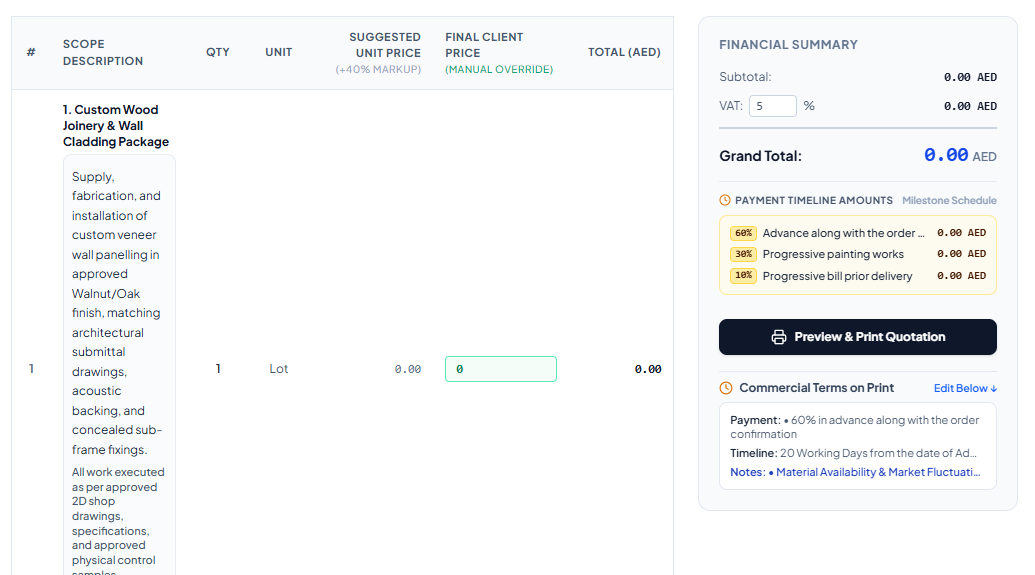 #
SCOPE
DESCRIPTION
QTY
UNIT
SUGGESTED
UNIT PRICE
(+40% MARKUP)
FINAL CLIENT
PRICE
(MANUAL OVERRIDE)
TOTAL (AED)
1. Custom Wood
Joinery & Wall
Cladding Package
Supply,
fabrication, and
installation of
custom veneer
wall panelling in
approved
Walnut/Oak
finish, matching
architectural
submittal
drawings,
acoustic
backing, and
concealed sub-
frame fixings.
All work executed
as per approved
2D shop
drawings,
specifications,
and approved
physical control
samples
1
1
Lot
0.00
0
0.00
FINANCIAL SUMMARY
Subtotal: 0.00 AED
VAT: 5 % 0.00 AED
Grand Total: 0.00 AED
PAYMENT TIMELINE AMOUNTS Milestone Schedule
60% Advance along with the order ... 0.00 AED
30% Progressive painting works 0.00 AED
10% Progressive bill prior delivery 0.00 AED
Preview & Print Quotation
Commercial Terms on Print Edit Below ↓
Payment: • 60% in advance along with the order
confirmation
Timeline: 20 Working Days from the date of Ad...
Notes: • Material Availability & Market Fluctuati...